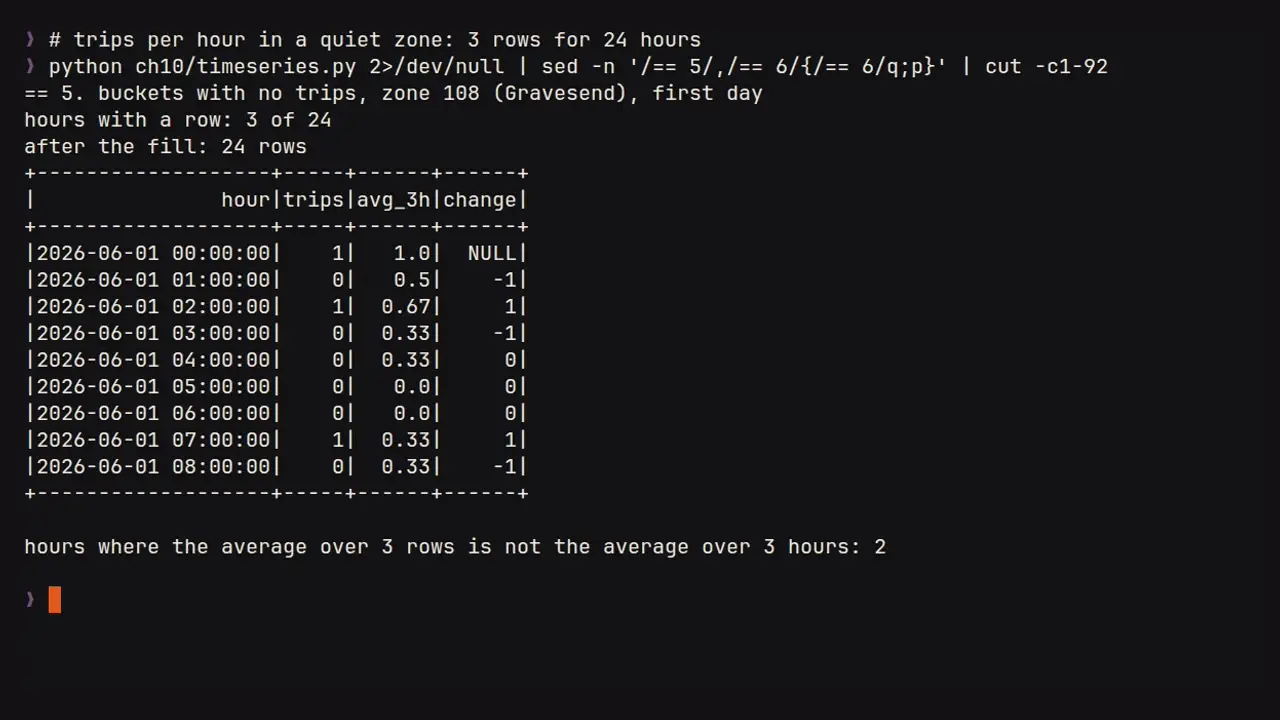 ❯ # trips per hour in a quiet zone: 3 rows for 24 hours
❯ python ch10/timeseries.py 2>/dev/null | sed -n '/== 5/,/== 6/{/== 6/q;p}' | cut -c1-92
== 5. buckets with no trips, zone 108 (Gravesend), first day
hours with a row: 3 of 24
after the fill: 24 rows
+-------------------+-----+------+------+
|               hour|trips|avg_3h|change|
+-------------------+-----+------+------+
|2026-06-01 00:00:00|    1|   1.0|  NULL|
|2026-06-01 01:00:00|    0|   0.5|    -1|
|2026-06-01 02:00:00|    1|  0.67|     1|
|2026-06-01 03:00:00|    0|  0.33|    -1|
|2026-06-01 04:00:00|    0|  0.33|     0|
|2026-06-01 05:00:00|    0|   0.0|     0|
|2026-06-01 06:00:00|    0|   0.0|     0|
|2026-06-01 07:00:00|    1|  0.33|     1|
|2026-06-01 08:00:00|    0|  0.33|    -1|
+-------------------+-----+------+------+
hours where the average over 3 rows is not the average over 3 hours: 2
❯